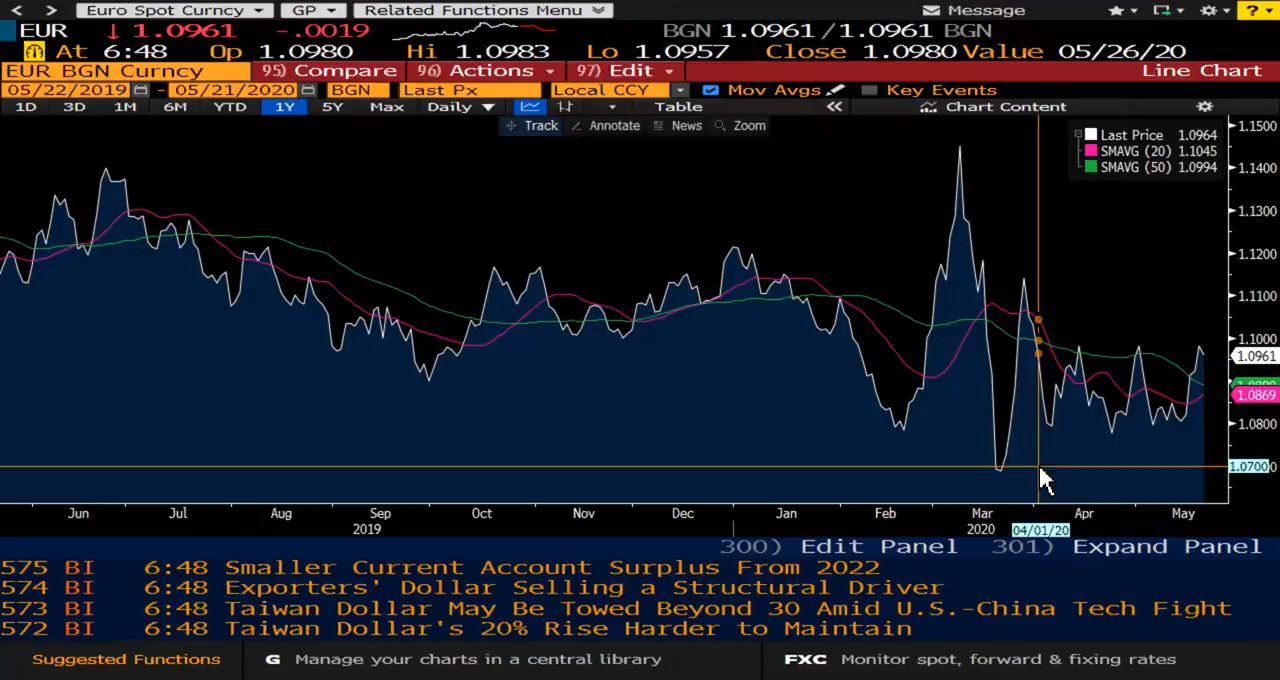 < > Euro Spot Curncy GP Related Functions Menu Message ?
EUR ↓ 1.0961 -.0019 BGN 1.0961/1.0961 BGN
At 6:48 Op 1.0980 Hi 1.0983 Lo 1.0957 Close 1.0980 Value 05/26/20
EUR BGN Curncy 95) Compare 96) Actions 97) Edit Line Chart
05/22/2019 - 05/21/2020 BGN Last Px Local CCY Mov Avgs Key Events
1D 3D 1M 6M YTD 1Y 5Y Max Daily ▼ Table « Chart Content
Track Annotate News Zoom
Last Price 1.0964
SMAVG (20) 1.1045
SMAVG (50) 1.0994
1.1500
1.1400
1.1300
1.1200
1.1100
1.1000
1.0961
1.0869
1.0800
1.0700
Jun Jul Aug Sep Oct Nov Dec Jan Feb Mar Apr May
2019 2020 04/01/20
300) Edit Panel 301) Expand Panel
575 BI 6:48 Smaller Current Account Surplus From 2022
574 BI 6:48 Exporters' Dollar Selling a Structural Driver
573 BI 6:48 Taiwan Dollar May Be Towed Beyond 30 Amid U.S.-China Tech Fight
572 BI 6:48 Taiwan Dollar's 20% Rise Harder to Maintain
Suggested Functions G Manage your charts in a central library FXC Monitor spot, forward & fixing rates